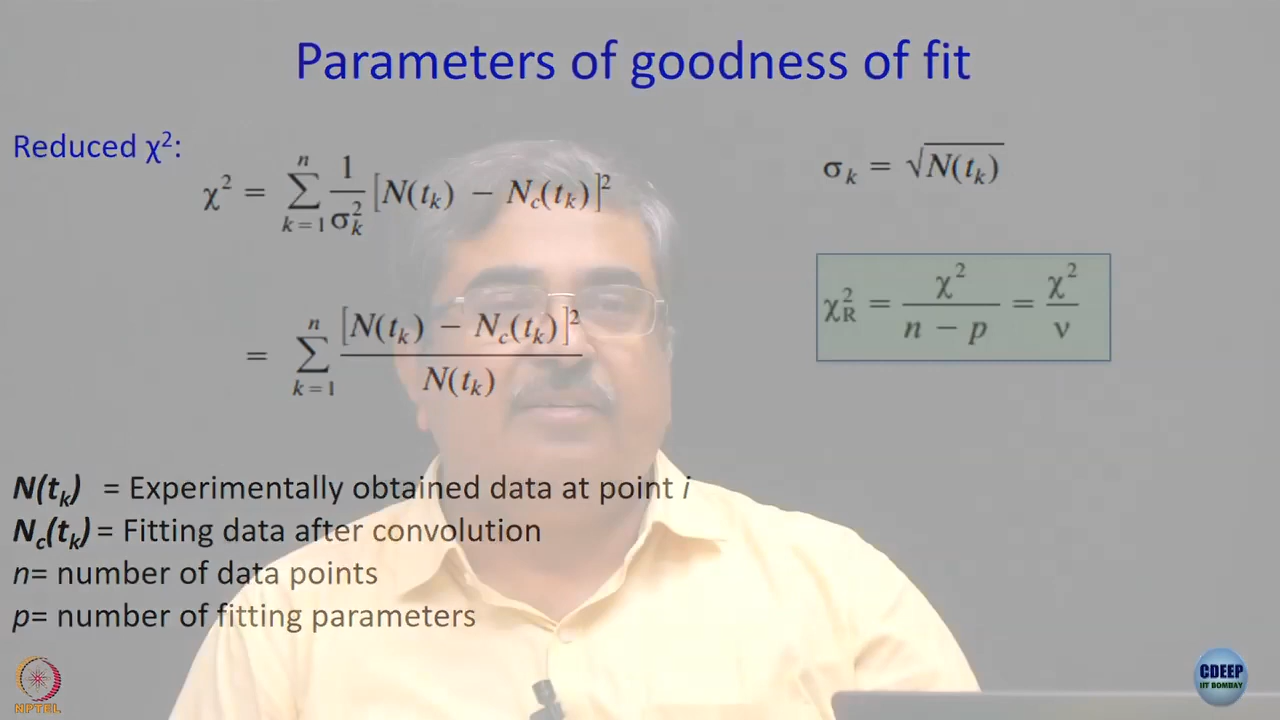 Parameters of goodness of fit
Reduced χ²:
χ² = Σ_{k=1}^{n} 1/σ_k² [N(t_k) − N_c(t_k)]²
σ_k = √N(t_k)
= Σ_{k=1}^{n} [N(t_k) − N_c(t_k)]² / N(t_k)
χ_R² = χ² / (n − p) = χ² / ν
N(t_k) = Experimentally obtained data at point i
N_c(t_k) = Fitting data after convolution
n= number of data points
p= number of fitting parameters
NPTEL
CDEEP
IIT BOMBAY